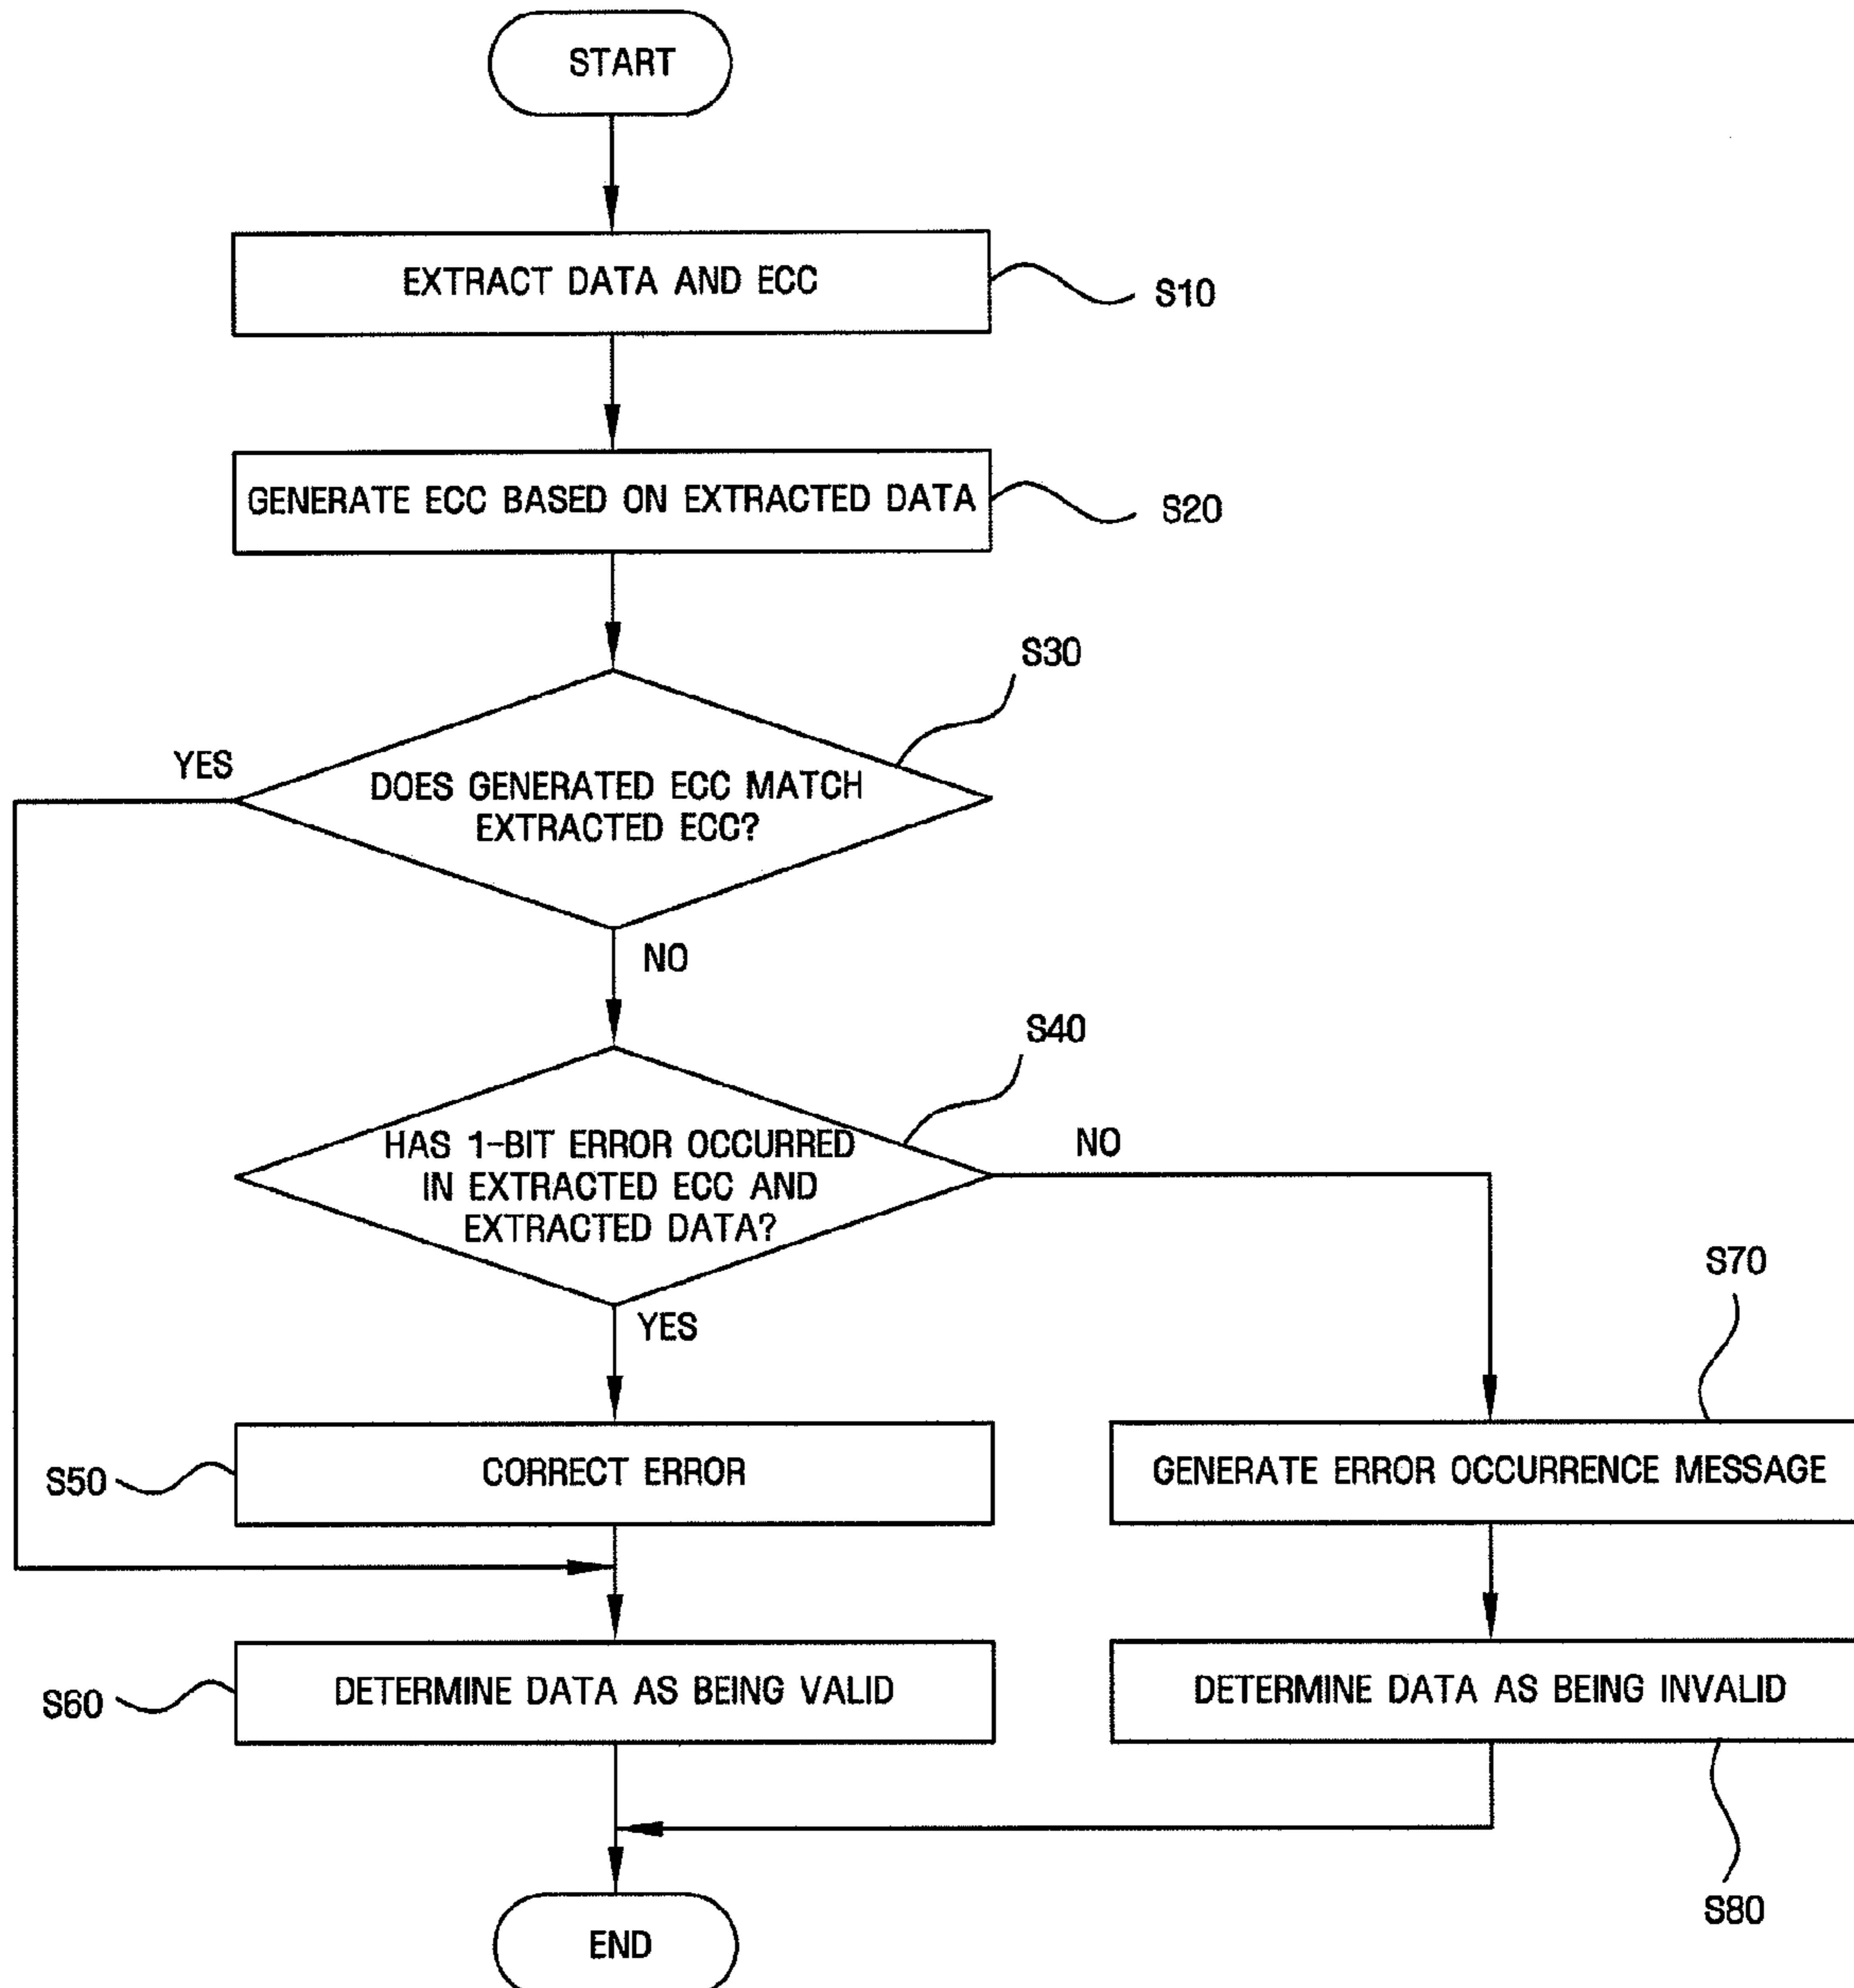 START
EXTRACT DATA AND ECC
S10
GENERATE ECC BASED ON EXTRACTED DATA
S20
S30
YES
DOES GENERATED ECC MATCH
EXTRACTED ECC?
NO
S40
HAS 1-BIT ERROR OCCURRED
IN EXTRACTED ECC AND
EXTRACTED DATA?
NO
YES
S70
S50
CORRECT ERROR
GENERATE ERROR OCCURRENCE MESSAGE
S60
DETERMINE DATA AS BEING VALID
DETERMINE DATA AS BEING INVALID
S80
END